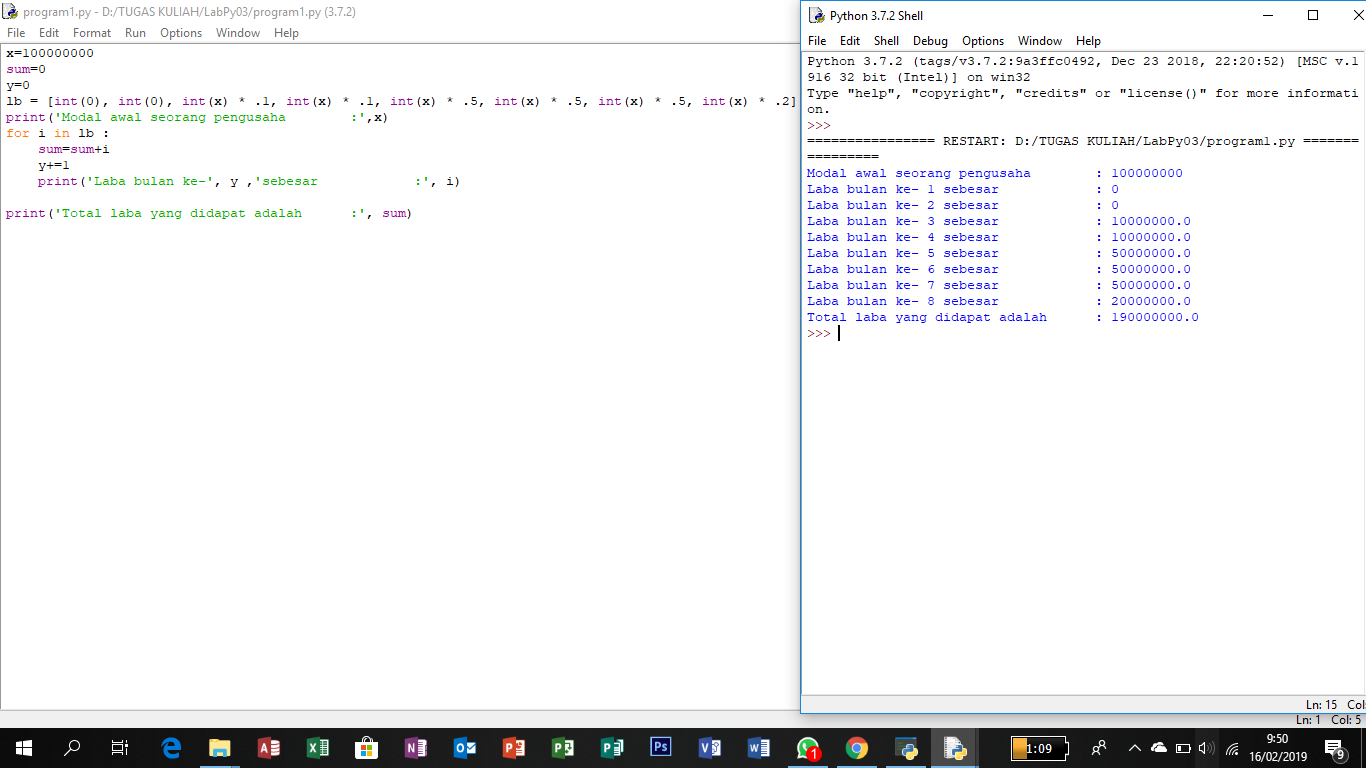 program1.py - D:/TUGAS KULIAH/LabPy03/program1.py (3.7.2)
File Edit Format Run Options Window Help
x=100000000
sum=0
y=0
lb = [int(0), int(0), int(x) * .1, int(x) * .1, int(x) * .5, int(x) * .5, int(x) * .5, int(x) * .2]
print('Modal awal seorang pengusaha        :',x)
for i in lb :
    sum=sum+i
    y+=1
    print('Laba bulan ke-', y ,'sebesar            :', i)
print('Total laba yang didapat adalah      :', sum)
Python 3.7.2 Shell
File Edit Shell Debug Options Window Help
Python 3.7.2 (tags/v3.7.2:9a3ffc0492, Dec 23 2018, 22:20:52) [MSC v.1
916 32 bit (Intel)] on win32
Type "help", "copyright", "credits" or "license()" for more informati
on.
>>>
================ RESTART: D:/TUGAS KULIAH/LabPy03/program1.py =======
=========
Modal awal seorang pengusaha        : 100000000
Laba bulan ke- 1 sebesar            : 0
Laba bulan ke- 2 sebesar            : 0
Laba bulan ke- 3 sebesar            : 10000000.0
Laba bulan ke- 4 sebesar            : 10000000.0
Laba bulan ke- 5 sebesar            : 50000000.0
Laba bulan ke- 6 sebesar            : 50000000.0
Laba bulan ke- 7 sebesar            : 50000000.0
Laba bulan ke- 8 sebesar            : 20000000.0
Total laba yang didapat adalah      : 190000000.0
>>>
Ln: 15 Col
Ln: 1 Col: 5
Ps
1
1:09
9:50
16/02/2019
9